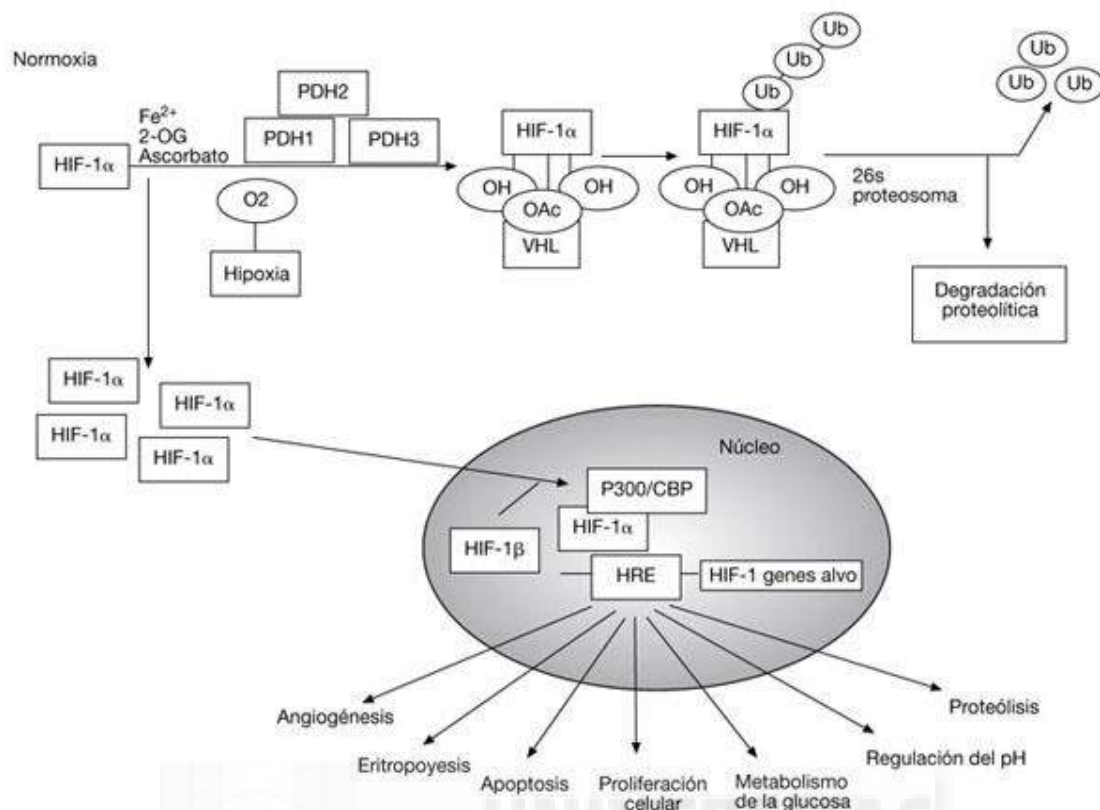 Normoxia
HIF-1α
Fe2+
2-OG
Ascorbato
PDH2
PDH1
PDH3
O2
Hipoxia
HIF-1α
OH
OAc
OH
VHL
Ub
Ub
Ub
HIF-1α
OH
OAc
OH
VHL
26s
proteosoma
Ub
Ub
Ub
Degradación
proteolítica
HIF-1α
HIF-1α
HIF-1α
HIF-1α
Núcleo
P300/CBP
HIF-1α
HIF-1β
HRE
HIF-1 genes alvo
Angiogénesis
Eritropoyesis
Apoptosis
Proliferación
celular
Metabolismo
de la glucosa
Regulación del pH
Proteólisis